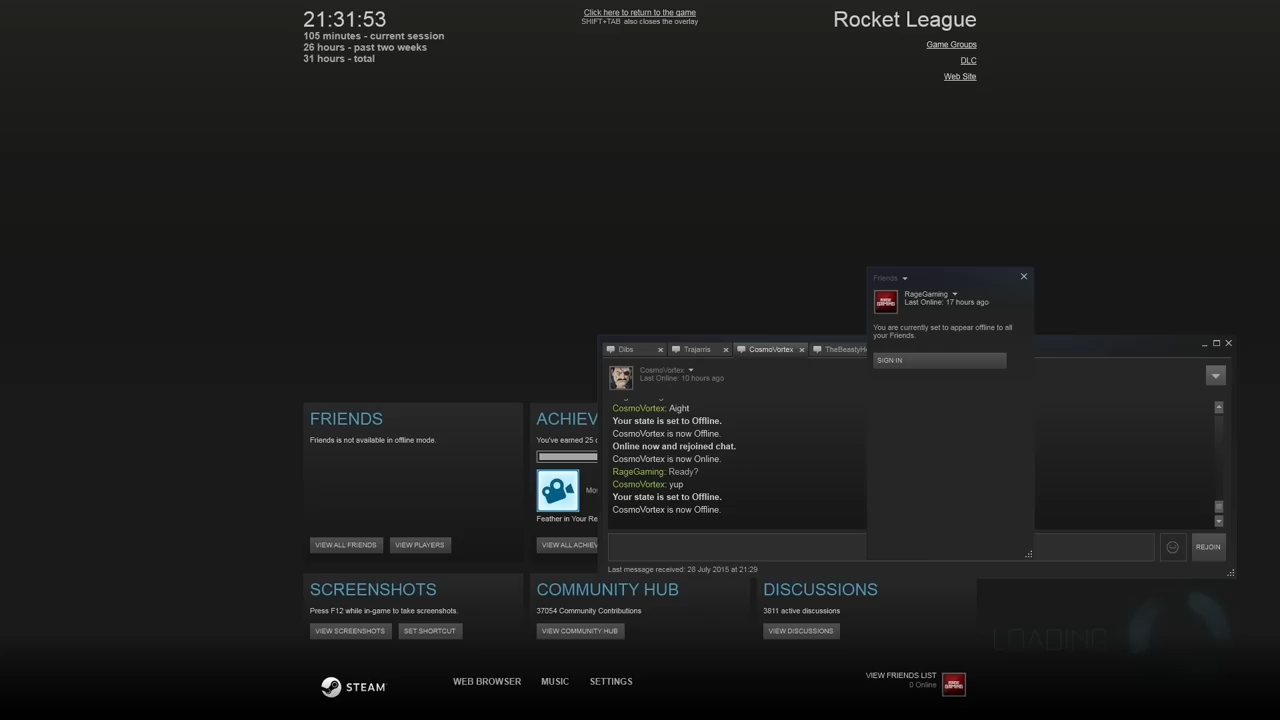 21:31:53
105 minutes - current session
26 hours - past two weeks
31 hours - total
Click here to return to the game
SHIFT+TAB also closes the overlay
Rocket League
Game Groups
DLC
Web Site
Friends
RageGaming
Last Online: 17 hours ago
You are currently set to appear offline to all
your Friends.
SIGN IN
Dibs
Trajarris
CosmoVortex
CosmoVortex
Last Online: 10 hours ago
CosmoVortex: Aight
Your state is set to Offline.
CosmoVortex is now Offline.
Online now and rejoined chat.
CosmoVortex is now Online.
RageGaming: Ready?
CosmoVortex: yup
Your state is set to Offline.
CosmoVortex is now Offline.
REJOIN
Last message received: 28 July 2015 at 21:29
FRIENDS
Friends is not available in offline mode.
VIEW ALL FRIENDS
VIEW PLAYERS
ACHIEV
You've earned 25
Feather in Your
VIEW ALL
SCREENSHOTS
Press F12 while in-game to take screenshots.
VIEW SCREENSHOTS
SET SHORTCUT
COMMUNITY HUB
37054 Community Contributions
VIEW COMMUNITY HUB
DISCUSSIONS
3811 active discussions
VIEW DISCUSSIONS
LOADING
STEAM
WEB BROWSER
MUSIC
SETTINGS
VIEW FRIENDS LIST
0 Online